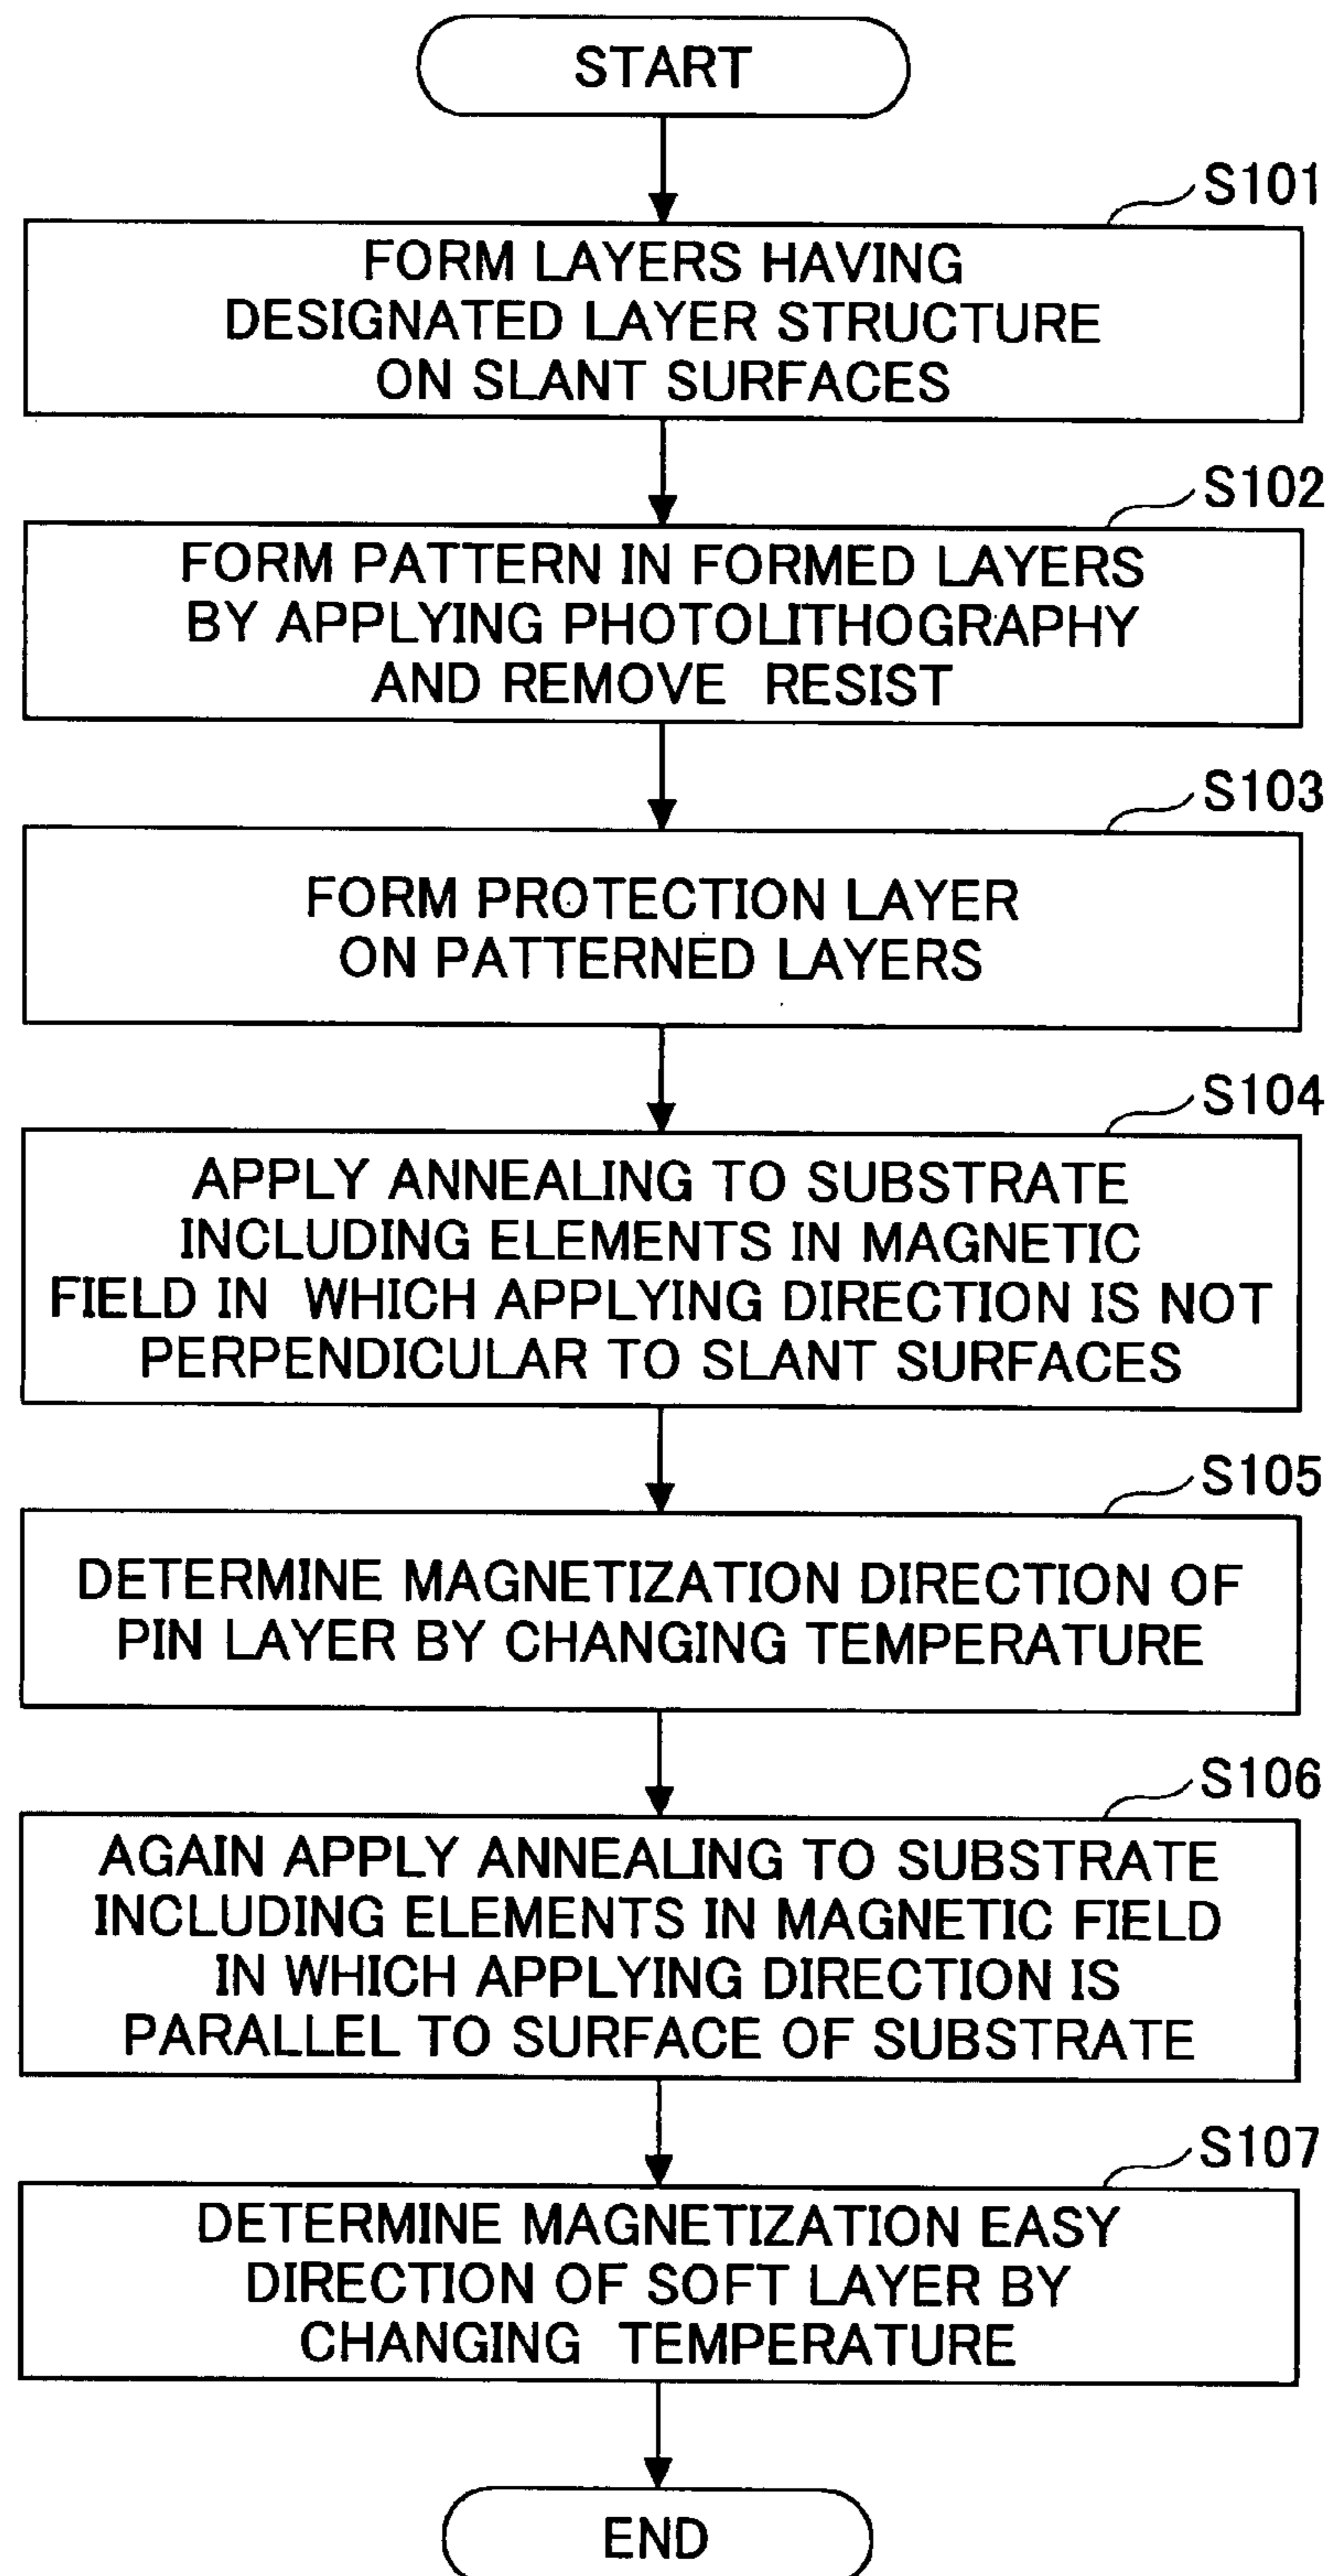 START
S101
FORM LAYERS HAVING
DESIGNATED LAYER STRUCTURE
ON SLANT SURFACES
S102
FORM PATTERN IN FORMED LAYERS
BY APPLYING PHOTOLITHOGRAPHY
AND REMOVE RESIST
S103
FORM PROTECTION LAYER
ON PATTERNED LAYERS
S104
APPLY ANNEALING TO SUBSTRATE
INCLUDING ELEMENTS IN MAGNETIC
FIELD IN WHICH APPLYING DIRECTION IS NOT
PERPENDICULAR TO SLANT SURFACES
S105
DETERMINE MAGNETIZATION DIRECTION OF
PIN LAYER BY CHANGING TEMPERATURE
S106
AGAIN APPLY ANNEALING TO SUBSTRATE
INCLUDING ELEMENTS IN MAGNETIC FIELD
IN WHICH APPLYING DIRECTION IS
PARALLEL TO SURFACE OF SUBSTRATE
S107
DETERMINE MAGNETIZATION EASY
DIRECTION OF SOFT LAYER BY
CHANGING TEMPERATURE
END